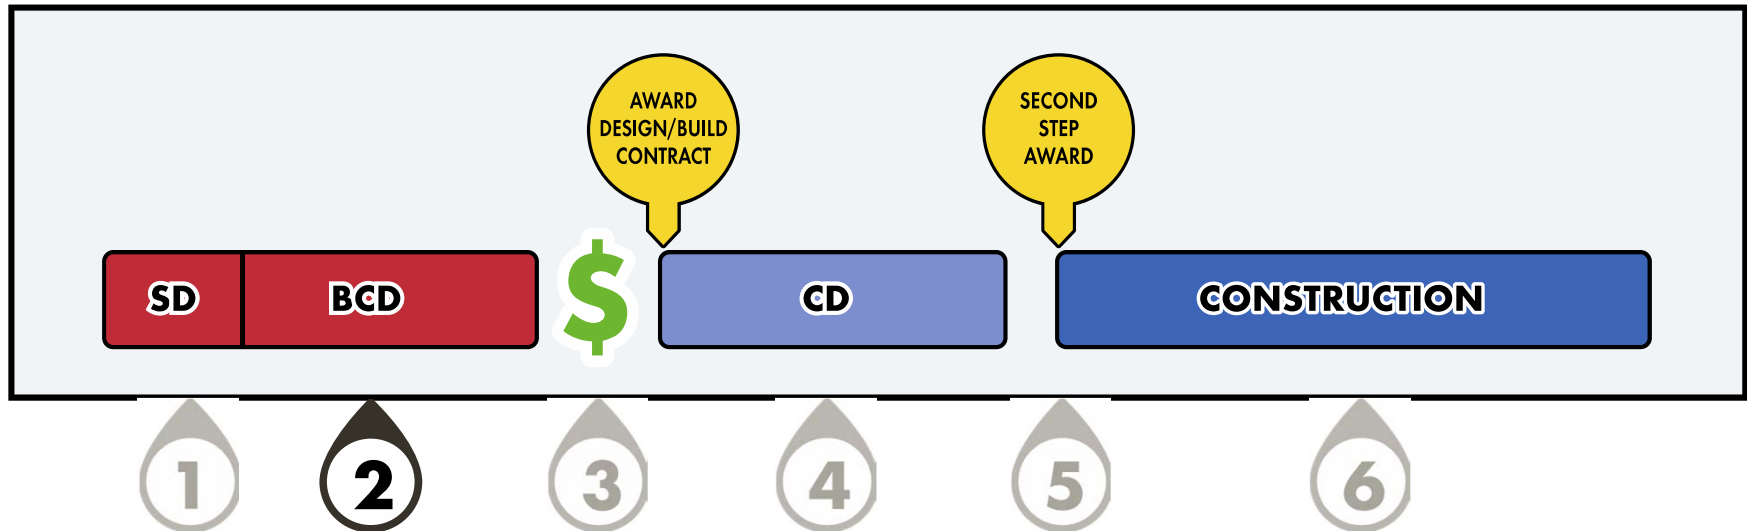 AWARD
DESIGN/BUILD
CONTRACT
SECOND
STEP
AWARD
SD
BCD
$
CD
CONSTRUCTION
1
2
3
4
5
6